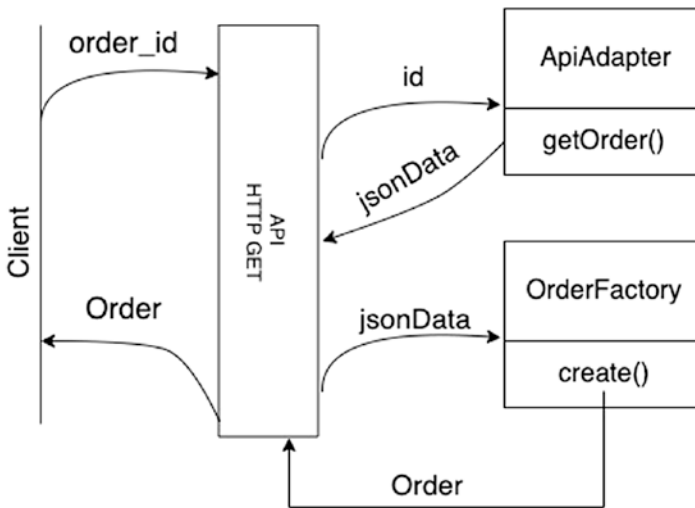 order_id
ApiAdapter
id
getOrder()
jsonData
API
HTTP GET
Client
OrderFactory
Order
jsonData
create()
Order